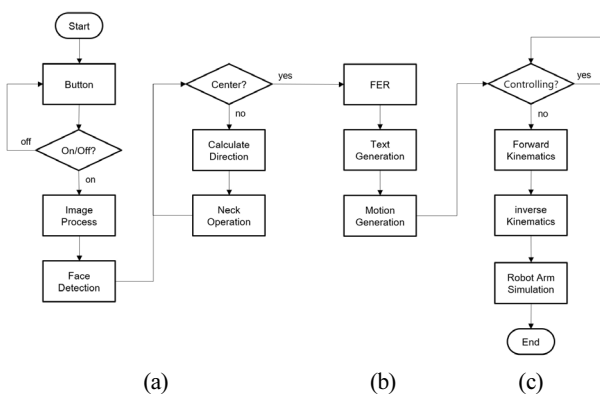 Start
Button
off
On/Off?
on
Image
Process
Face
Detection
Center?
yes
no
Calculate
Direction
Neck
Operation
FER
Text
Generation
Motion
Generation
Controlling?
yes
no
Forward
Kinematics
inverse
Kinematics
Robot Arm
Simulation
End
(a)
(b)
(c)